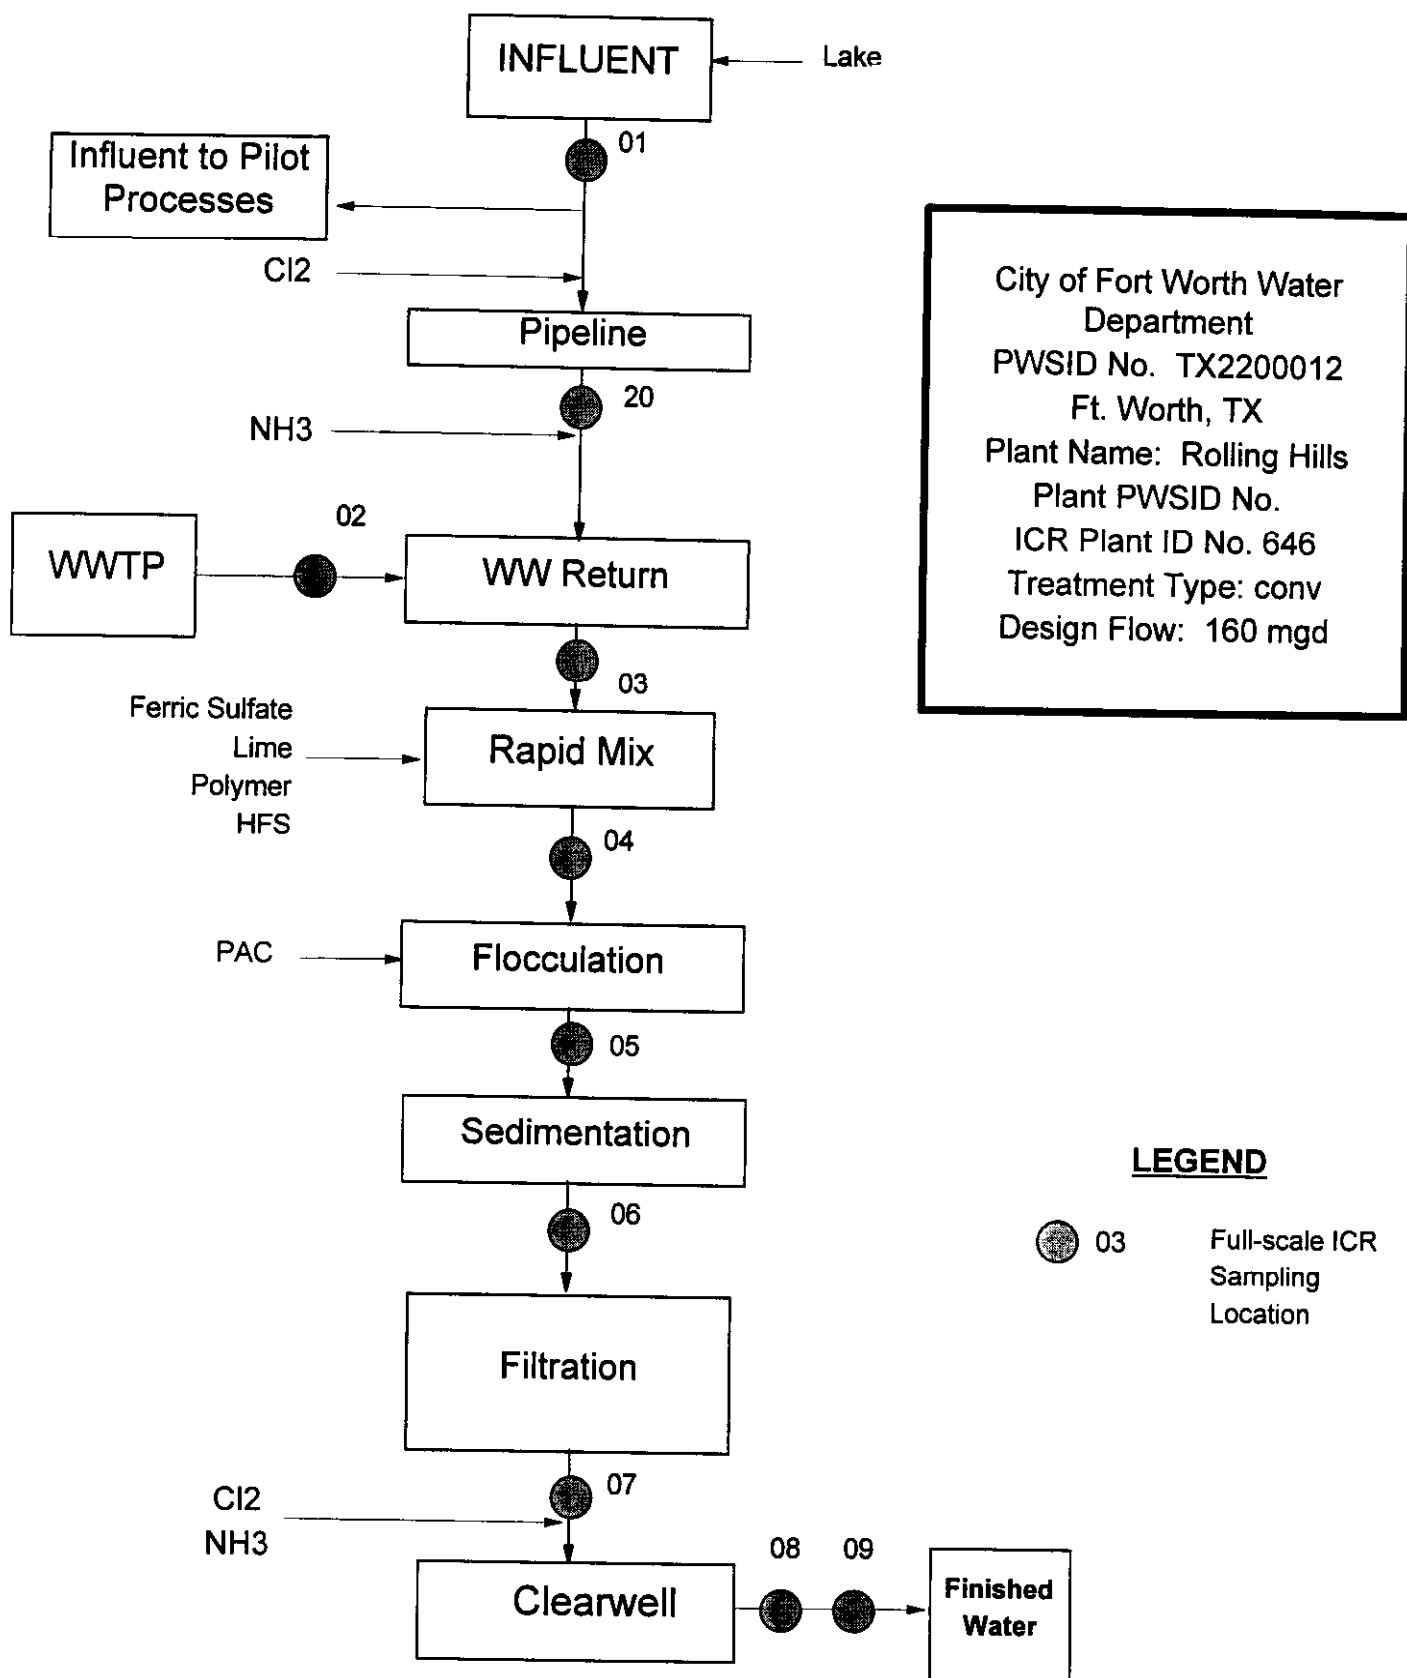 INFLUENT
Lake
01
Influent to Pilot
Processes
Cl2
Pipeline
20
NH3
02
WWTP
WW Return
03
Ferric Sulfate
Lime
Polymer
HFS
Rapid Mix
04
PAC
Flocculation
05
Sedimentation
06
Filtration
07
Cl2
NH3
Clearwell
08
09
Finished
Water
City of Fort Worth Water
Department
PWSID No. TX2200012
Ft. Worth, TX
Plant Name: Rolling Hills
Plant PWSID No.
ICR Plant ID No. 646
Treatment Type: conv
Design Flow: 160 mgd
LEGEND
03
Full-scale ICR
Sampling
Location